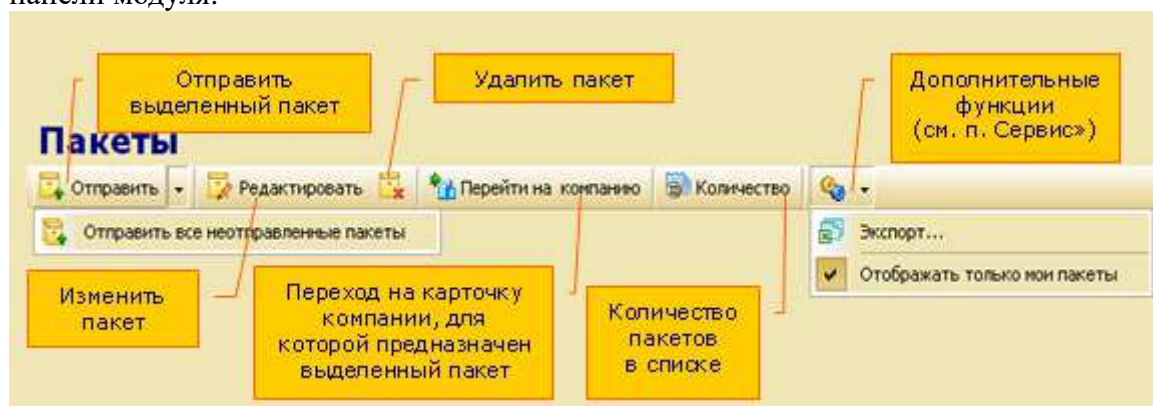 панели модуля.
Отправить
выделенный пакет
Удалить пакет
Дополнительные
функции
(см. п. Сервис»)
Пакеты
Отправить Редактировать Перейти на компанию Количество
Отправить все неотправленные пакеты
Экспорт...
Отображать только мои пакеты
Изменить
пакет
Переход на карточку
компании, для
которой предназначен
выделенный пакет
Количество
пакетов
в списке